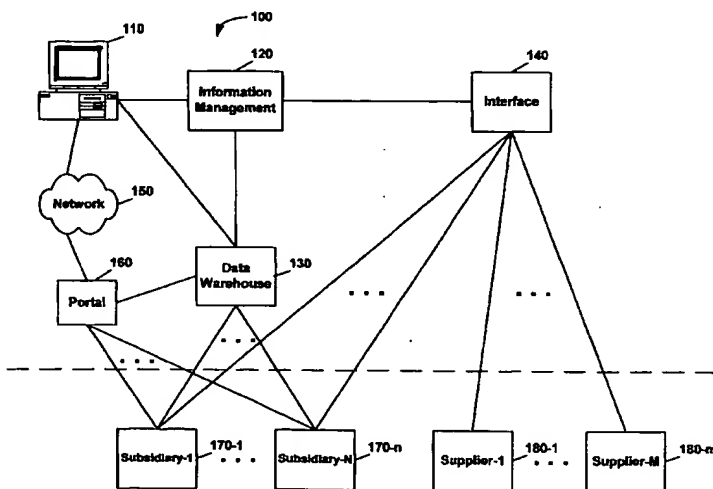 110
100
120
140
Information
Management
Interface
Network
150
160
Portal
Data
Warehouse
130
Subsidiary-1
170-1
Subsidiary-N
170-n
Supplier-1
180-1
Supplier-M
180-m